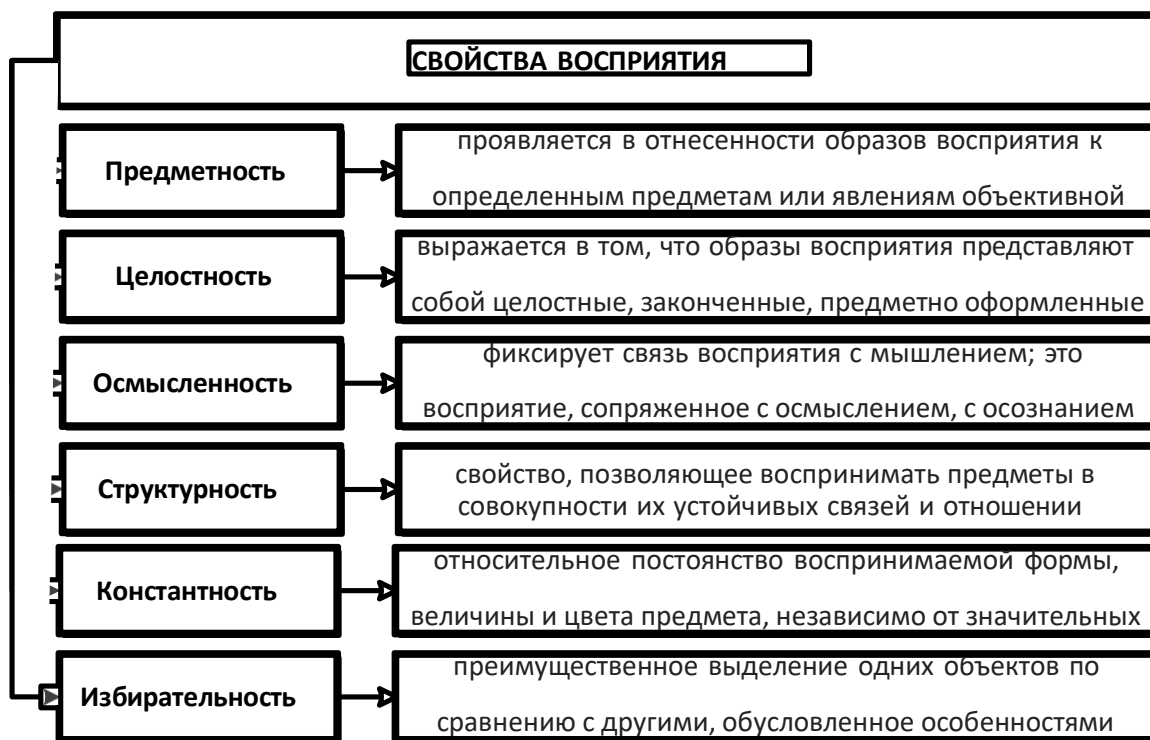 СВОЙСТВА ВОСПРИЯТИЯ
Предметность
проявляется в отнесенности образов восприятия к
определенным предметам или явлениям объективной
Целостность
выражается в том, что образы восприятия представляют
собой целостные, законченные, предметно оформленные
Осмысленность
фиксирует связь восприятия с мышлением; это
восприятие, сопряженное с осмыслением, с осознанием
Структурность
свойство, позволяющее воспринимать предметы в
совокупности их устойчивых связей и отношении
Константность
относительное постоянство воспринимаемой формы,
величины и цвета предмета, независимо от значительных
Избирательность
преимущественное выделение одних объектов по
сравнению с другими, обусловленное особенностями